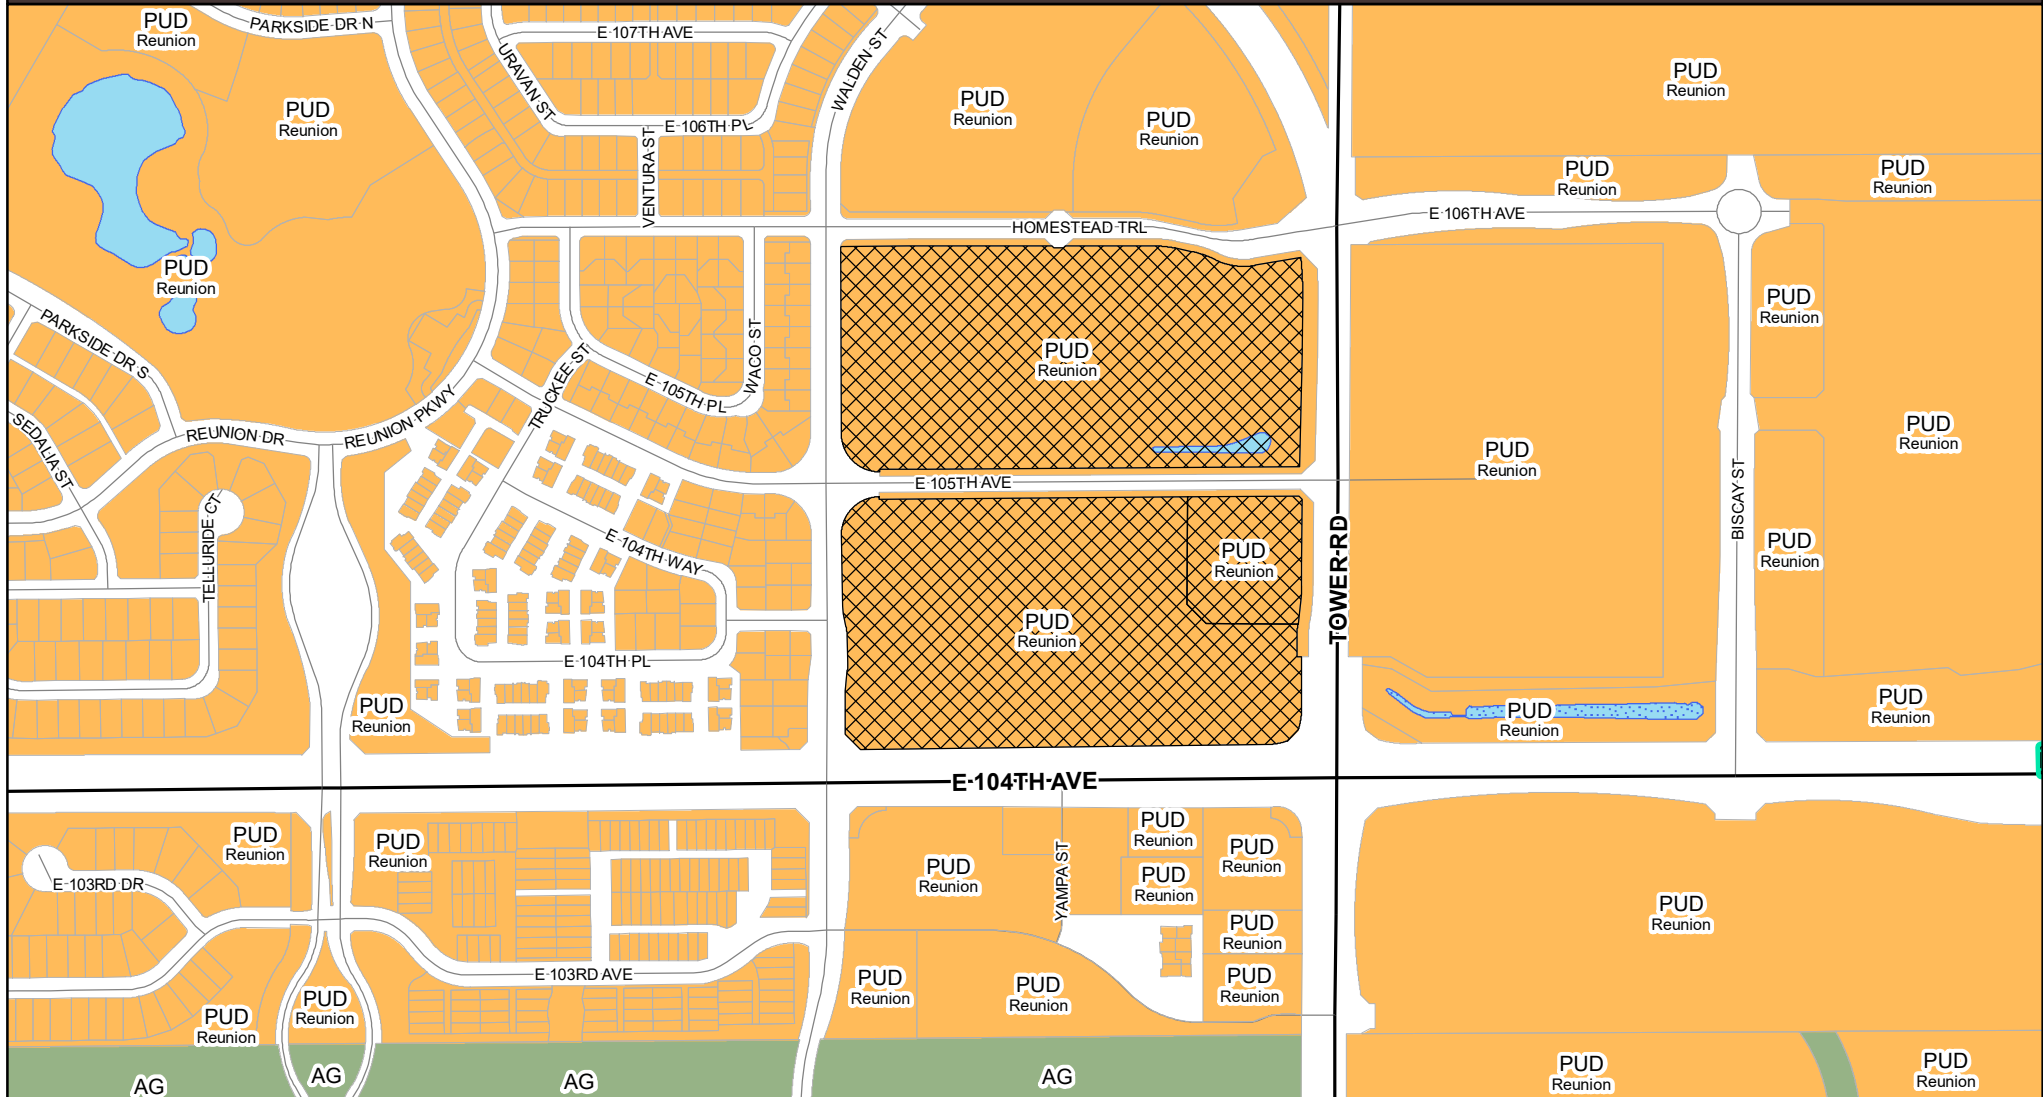 PUD
Reunion
PARKSIDE DR N
E 107TH AVE
URAVAN ST
WALDEN ST
PUD
Reunion
PUD
Reunion
PUD
Reunion
PUD
Reunion
E 106TH PL
VENTURA ST
PUD
Reunion
PUD
Reunion
HOMESTEAD TRL
E 106TH AVE
PUD
Reunion
PUD
Reunion
PARKSIDE DR S
TRUCKEE ST
WACO ST
E 105TH PL
PUD
Reunion
SEDALIA ST
REUNION DR
REUNION PKWY
PUD
Reunion
PUD
Reunion
E 105TH AVE
TELLURIDE CT
E 104TH WAY
PUD
Reunion
TOWER RD
BISCAY ST
PUD
Reunion
PUD
Reunion
E 104TH PL
PUD
Reunion
PUD
Reunion
PUD
Reunion
E 104TH AVE
PUD
Reunion
PUD
Reunion
PUD
Reunion
YAMPA ST
PUD
Reunion
PUD
Reunion
PUD
Reunion
E 103RD DR
PUD
Reunion
PUD
Reunion
E 103RD AVE
PUD
Reunion
PUD
Reunion
PUD
Reunion
PUD
Reunion
PUD
Reunion
AG
AG
AG
AG
PUD
Reunion
PUD
Reunion